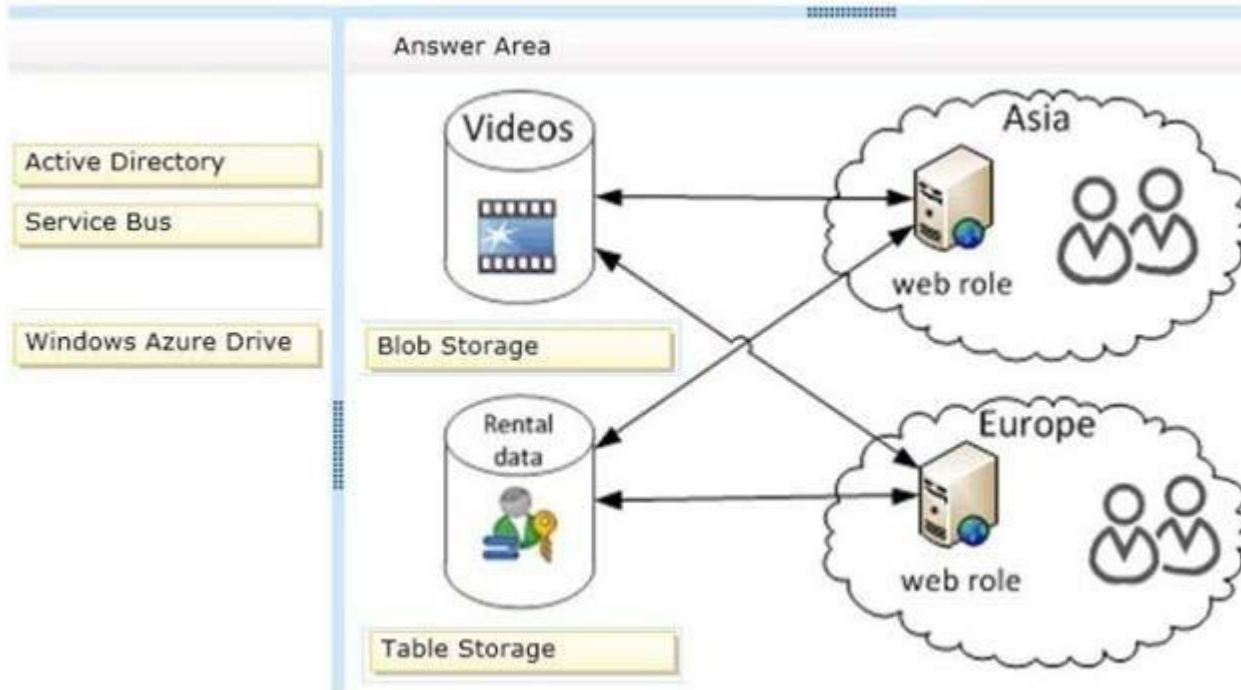 Answer Area
Active Directory
Service Bus
Windows Azure Drive
Videos
Blob Storage
Rental
data
Table Storage
Asia
web role
Europe
web role